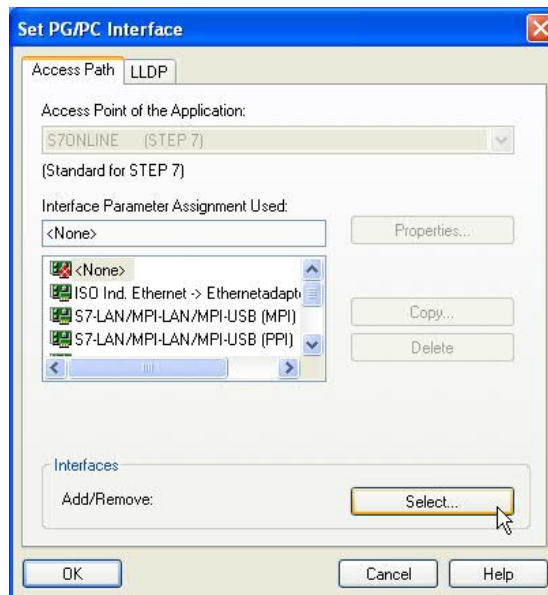 Set PG/PC Interface
Access Path LLDP
Access Point of the Application:
S7ONLINE (STEP 7)
(Standard for STEP 7)
Interface Parameter Assignment Used:
<None> Properties...
<None>
ISO Ind. Ethernet -> Ethernetadapt
S7-LAN/MPI-LAN/MPI-USB (MPI) Copy...
S7-LAN/MPI-LAN/MPI-USB (PPI) Delete
Interfaces
Add/Remove: Select...
OK Cancel Help